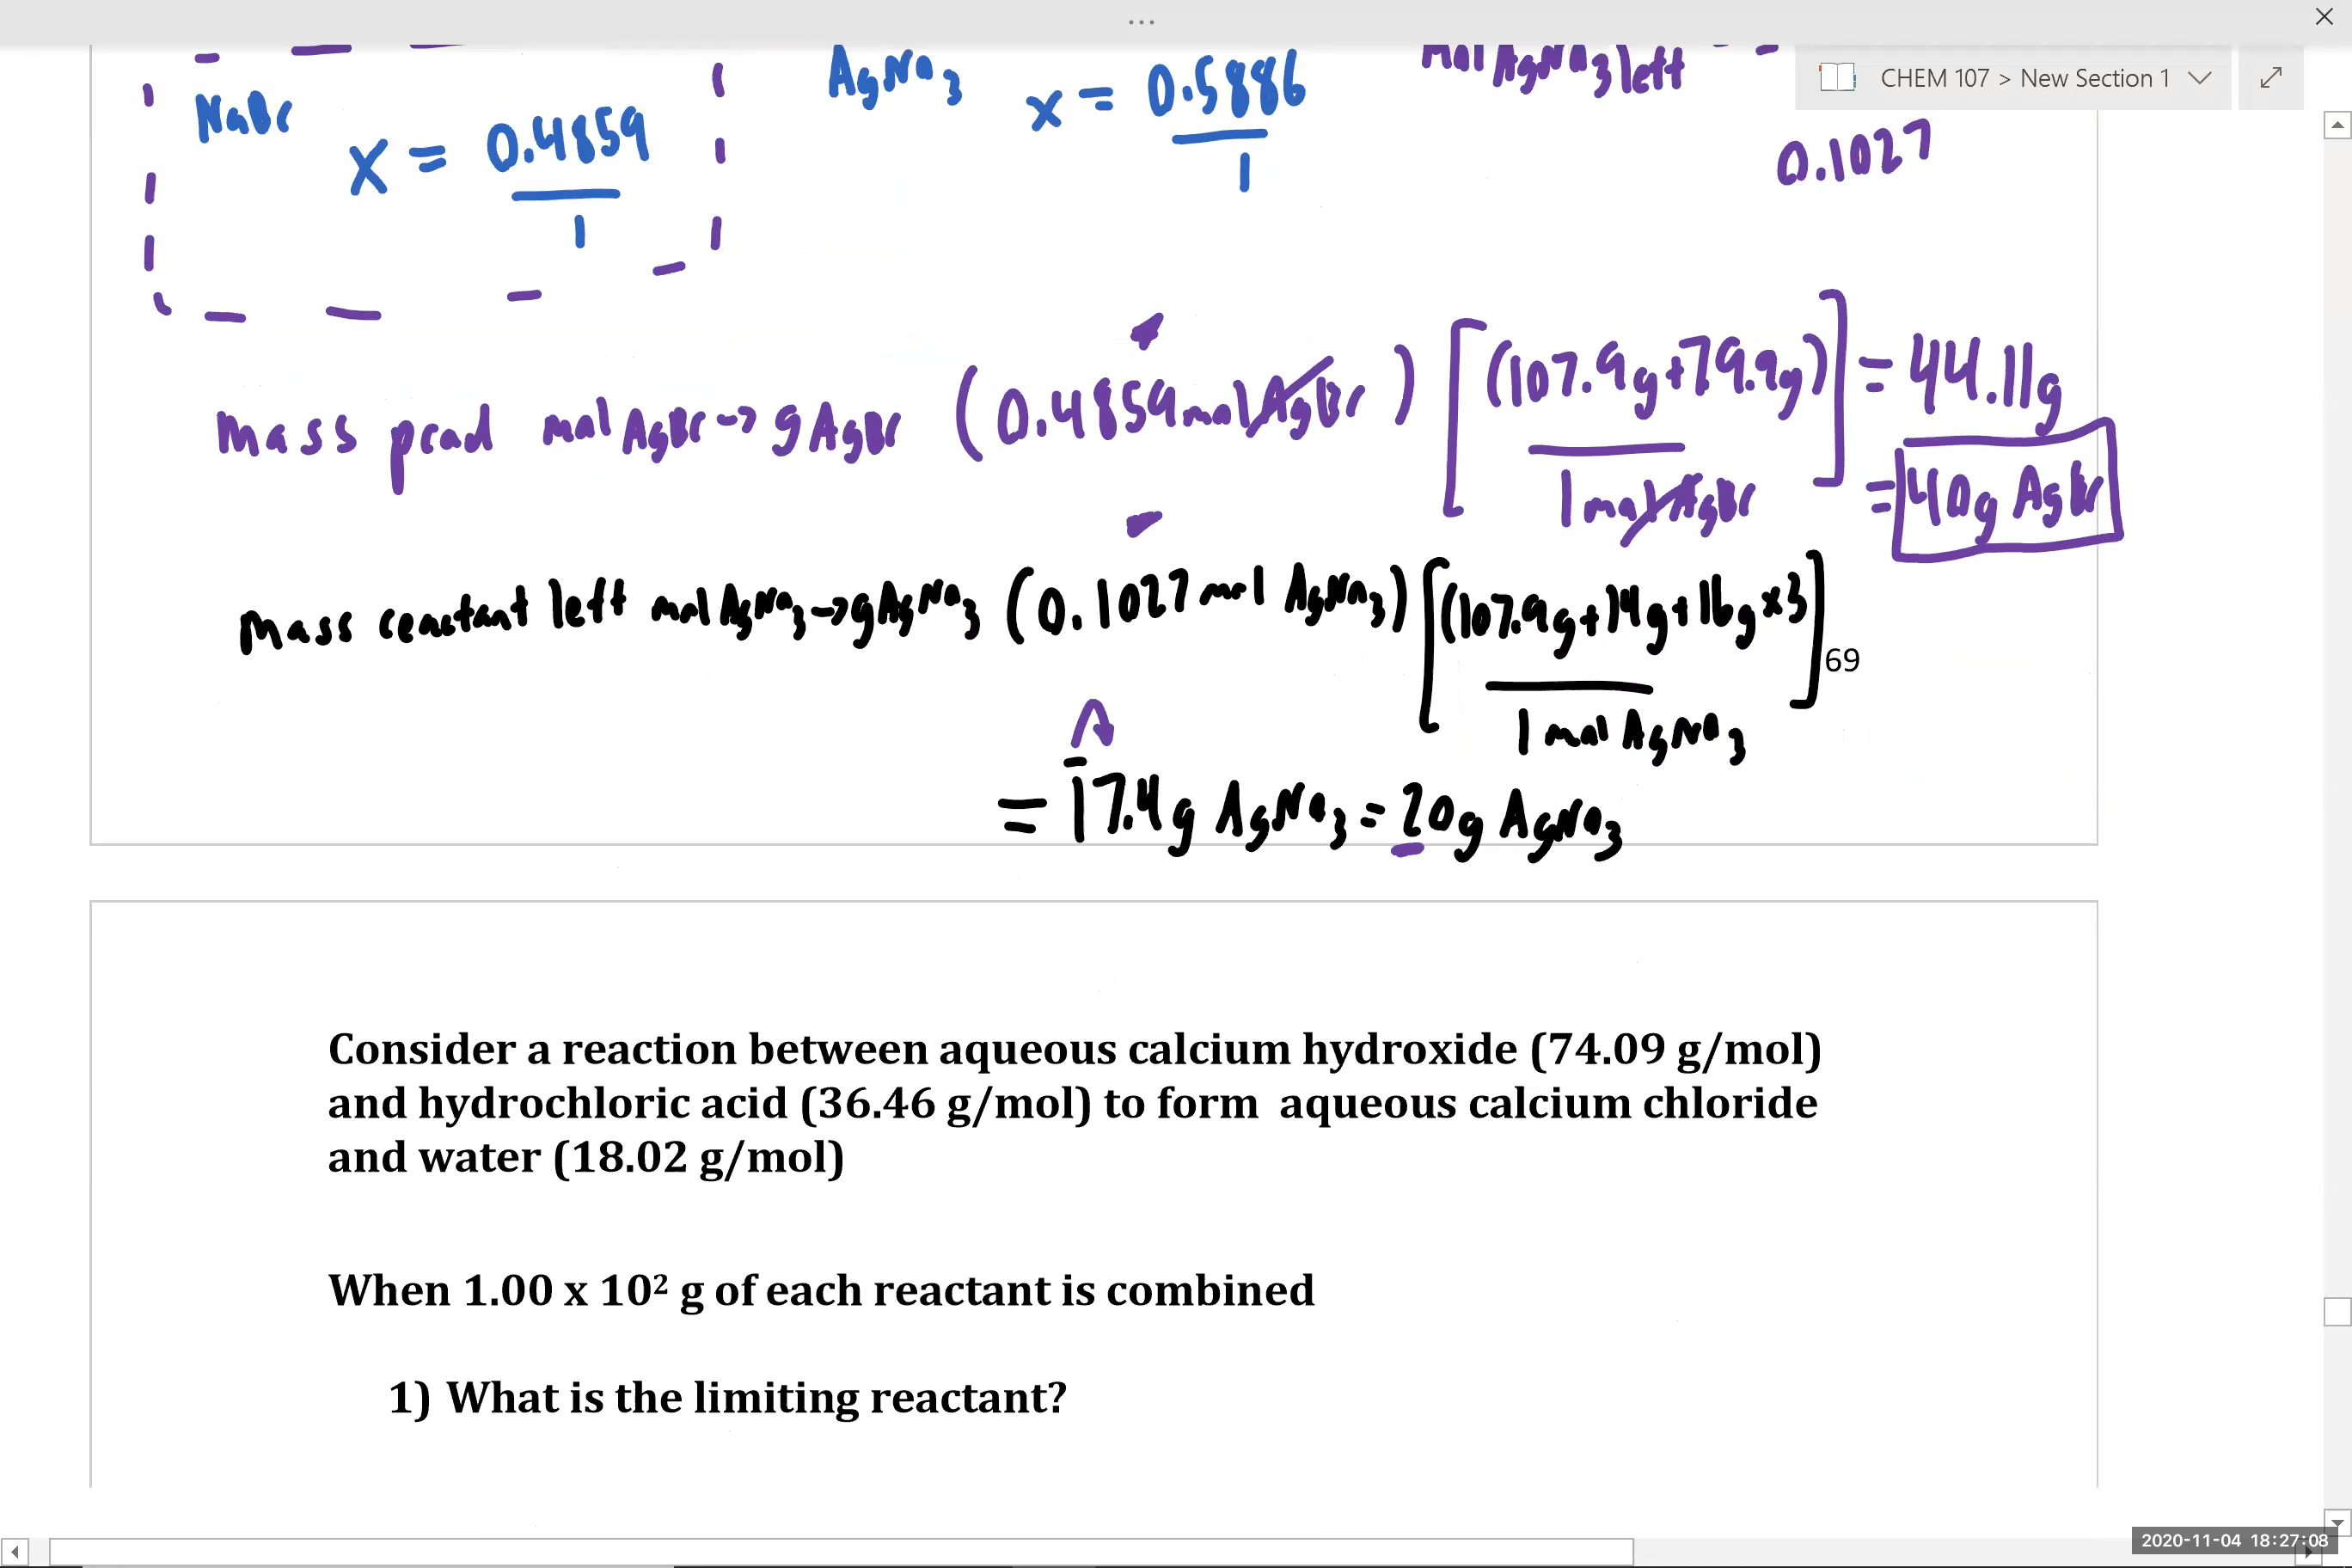 CHEM 107 > New Section 1
NaBr
x = 0.4859
1
AgNO3
x = 0.5886
1
Mol AgNO3 left
0.1027
Mass prod mol AgBr -> g AgBr (0.4859 mol AgBr) [(107.9g+79.9g)] = 44.11g
1 mol AgBr
= 40g AgBr
Mass reactant left mol AgNO3 -> g AgNO3 (0.1027 mol AgNO3) [(107.9g+14g+16g x3)]
1 mol AgNO3
69
= 17.4g AgNO3 = 20g AgNO3
Consider a reaction between aqueous calcium hydroxide (74.09 g/mol)
and hydrochloric acid (36.46 g/mol) to form aqueous calcium chloride
and water (18.02 g/mol)
When 1.00 x 10² g of each reactant is combined
1) What is the limiting reactant?
2020-11-04 18:27:08